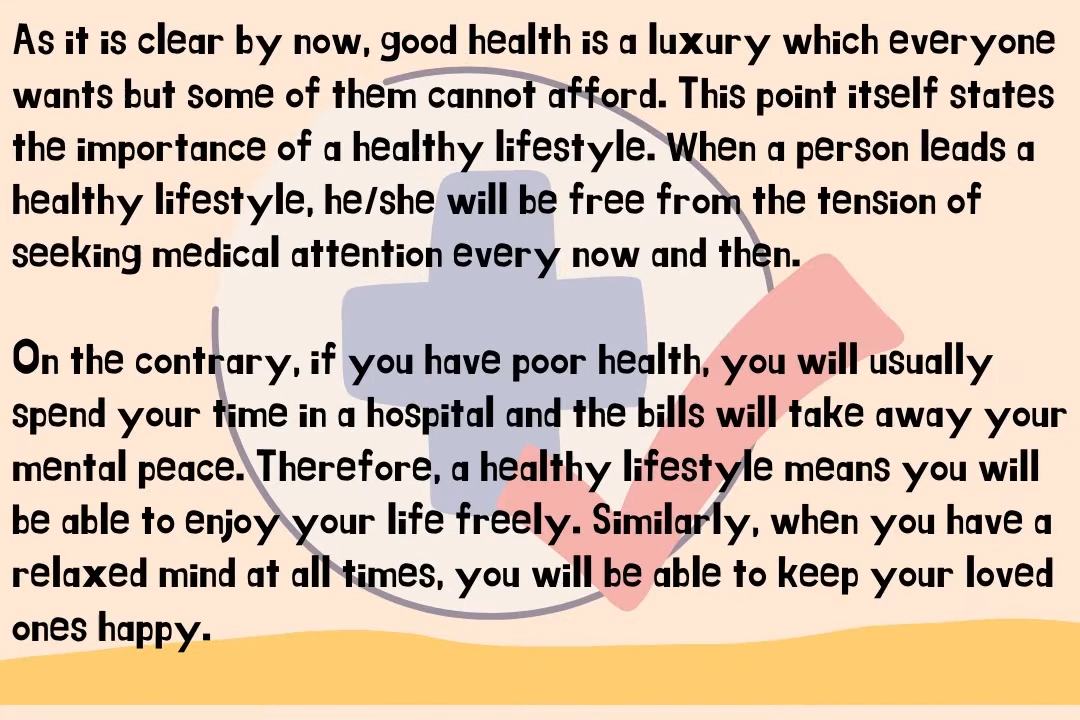 As it is clear by now, good health is a luxury which everyone
wants but some of them cannot afford. This point itself states
the importance of a healthy lifestyle. When a person leads a
healthy lifestyle, he/she will be free from the tension of
seeking medical attention every now and then.
On the contrary, if you have poor health, you will usually
spend your time in a hospital and the bills will take away your
mental peace. Therefore, a healthy lifestyle means you will
be able to enjoy your life freely. Similarly, when you have a
relaxed mind at all times, you will be able to keep your loved
ones happy.